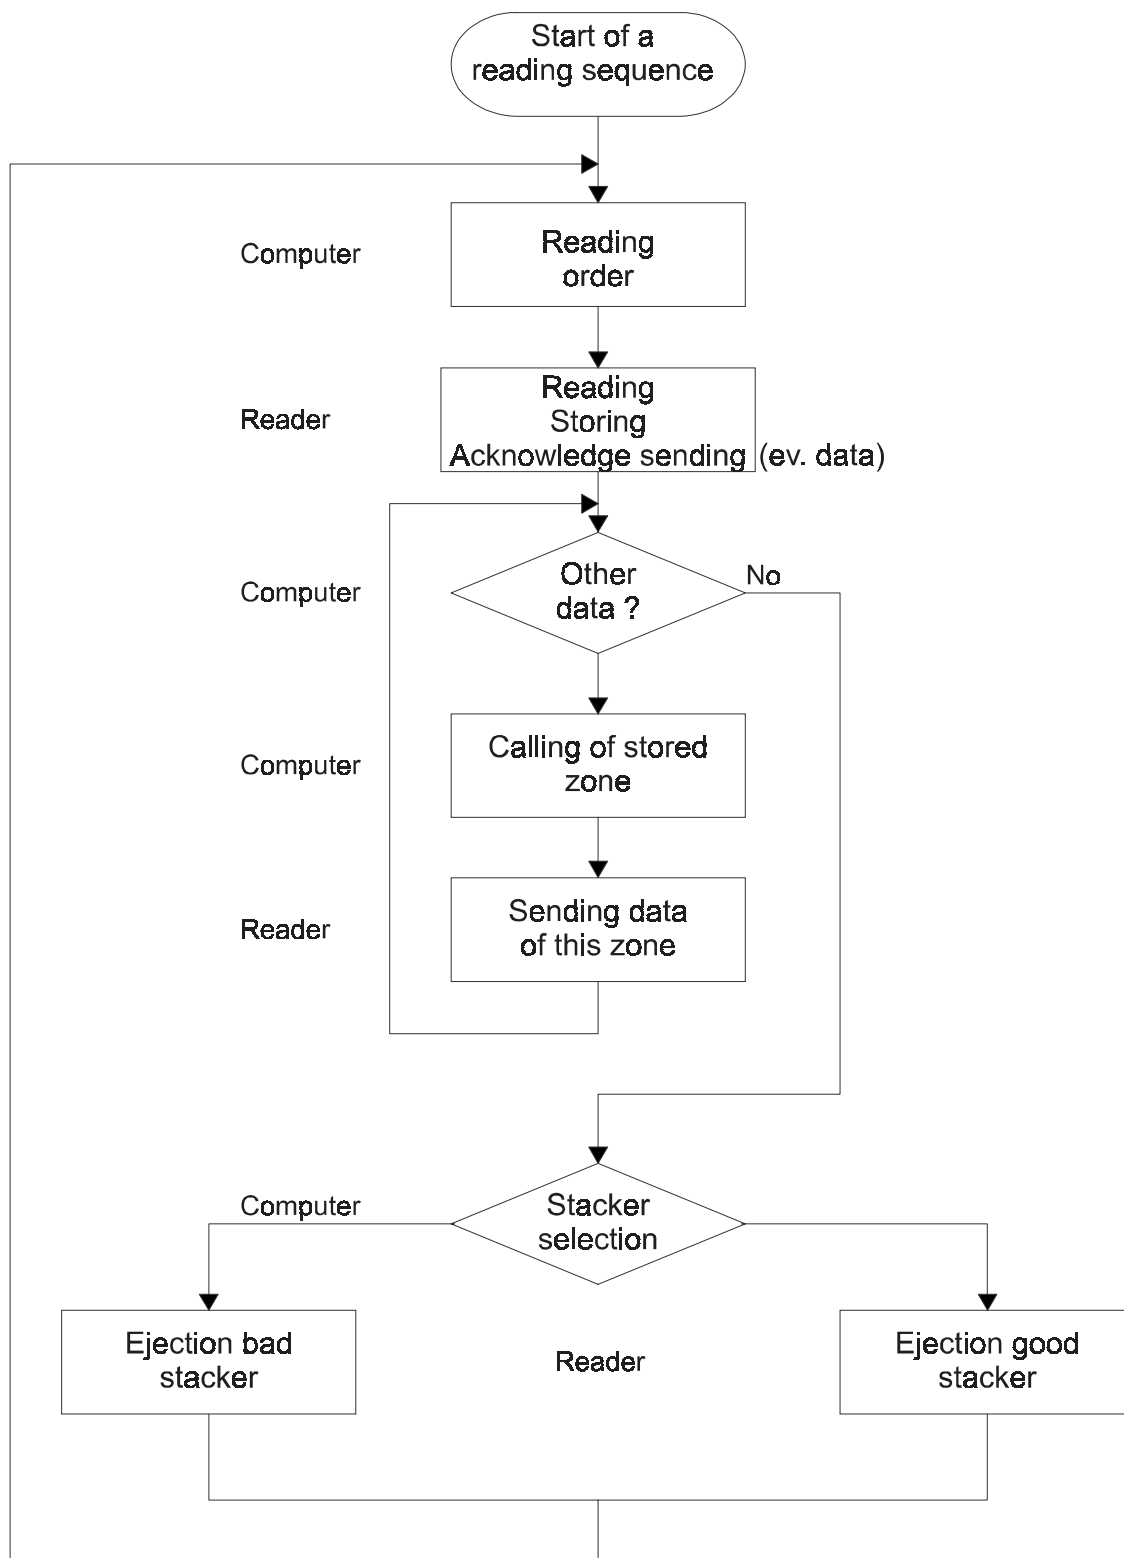 Start of a
reading sequence
Computer
Reading
order
Reader
Reading
Storing
Acknowledge sending (ev. data)
Computer
Other
data ?
No
Computer
Calling of stored
zone
Reader
Sending data
of this zone
Computer
Stacker
selection
Ejection bad
stacker
Reader
Ejection good
stacker